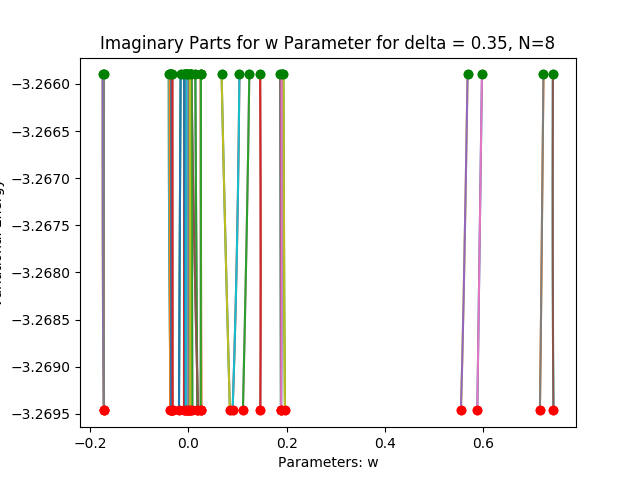 Imaginary Parts for w Parameter for delta = 0.35, N=8
−3.2660
−3.2665
−3.2670
−3.2675
−3.2680
−3.2685
−3.2690
−3.2695
−0.2 0.0 0.2 0.4 0.6
Parameters: w